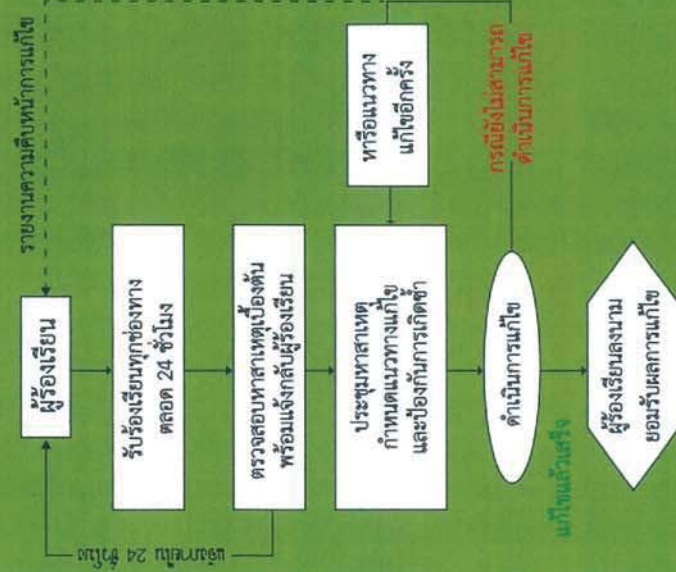 รายงานความคืบหน้าการแก้ไข
ผู้ร้องเรียน
รับร้องเรียนทุกช่องทาง
ตลอด 24 ชั่วโมง
แจ้งภายใน 24 ชั่วโมง
ตรวจสอบหาสาเหตุเบื้องต้น
พร้อมแจ้งกลับผู้ร้องเรียน
ประชุมหาสาเหตุ
กำหนดแนวทางแก้ไข
และป้องกันการเกิดซ้ำ
หารือแนวทาง
แก้ไขอีกครั้ง
ดำเนินการแก้ไข
กรณียังไม่สามารถ
ดำเนินการแก้ไข
แก้ไขแล้วเสร็จ
ผู้ร้องเรียนลงนาม
ยอมรับผลการแก้ไข